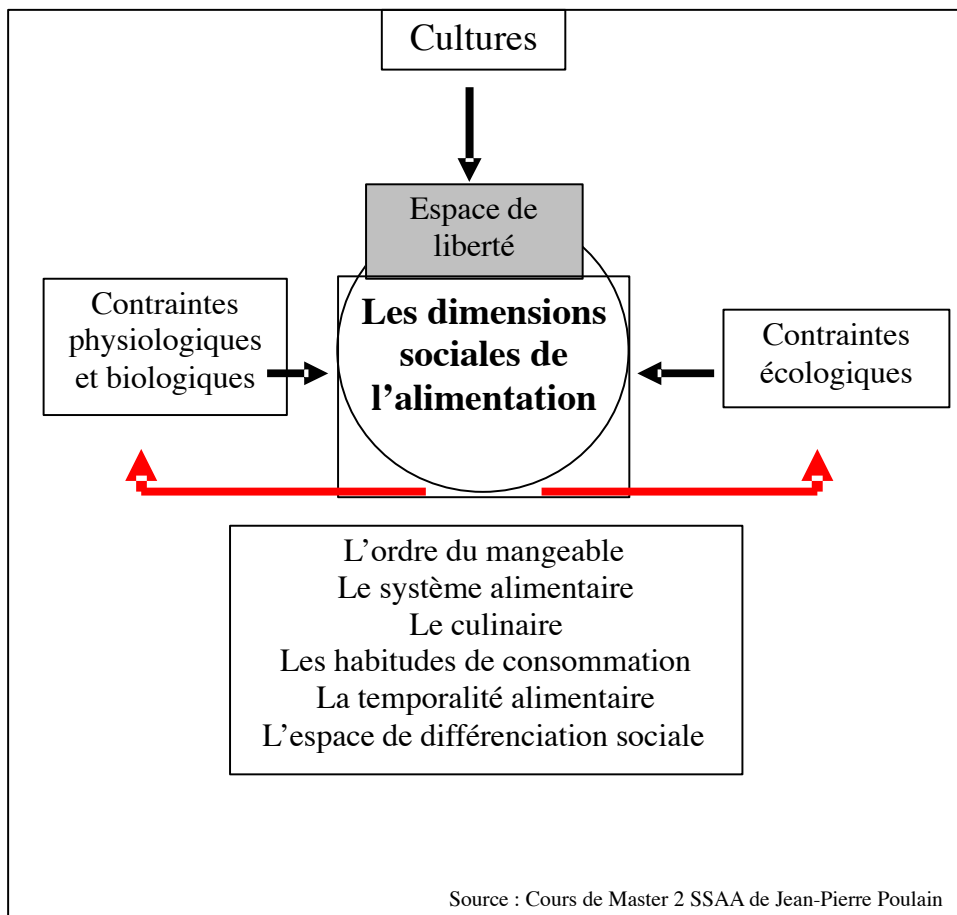 Cultures
Espace de
liberté
Les dimensions
sociales de
l’alimentation
Contraintes
physiologiques
et biologiques
Contraintes
écologiques
L’ordre du mangeable
Le système alimentaire
Le culinaire
Les habitudes de consommation
La temporalité alimentaire
L’espace de différenciation sociale
Source : Cours de Master 2 SSAA de Jean-Pierre Poulain